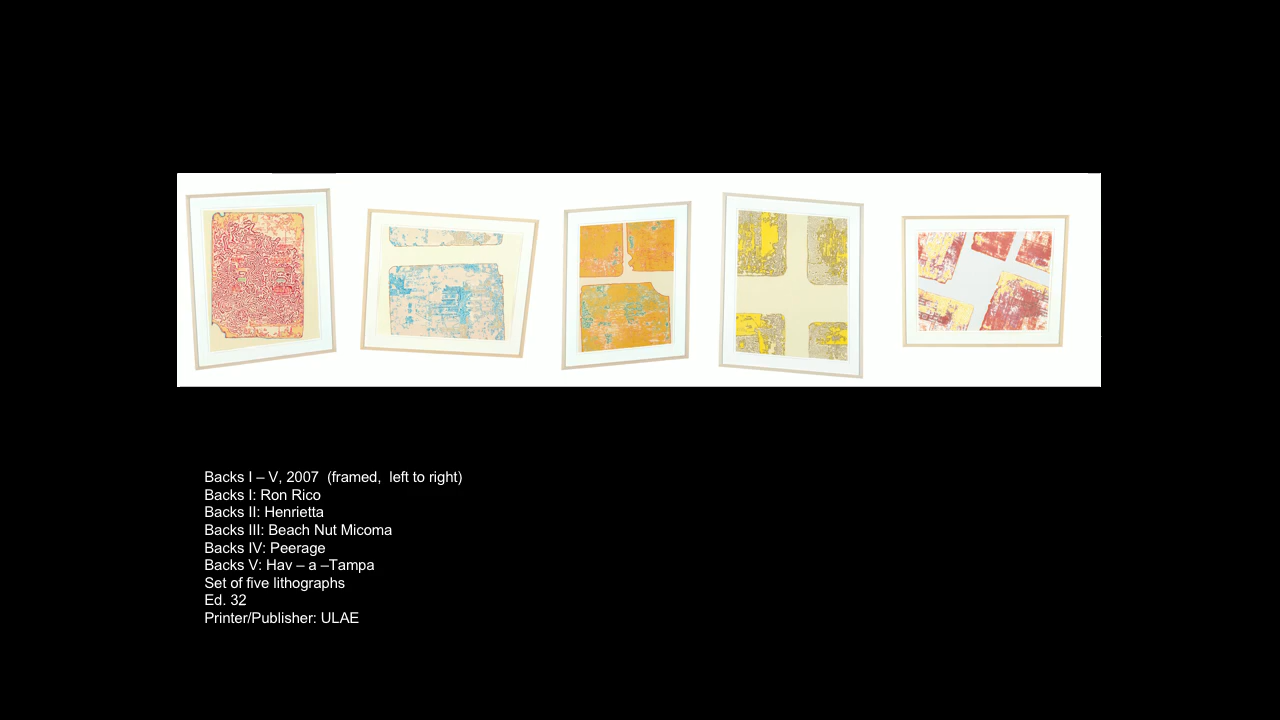 Backs I – V, 2007  (framed,  left to right)
Backs I: Ron Rico
Backs II: Henrietta
Backs III: Beach Nut Micoma
Backs IV: Peerage
Backs V: Hav – a –Tampa
Set of five lithographs
Ed. 32
Printer/Publisher: ULAE